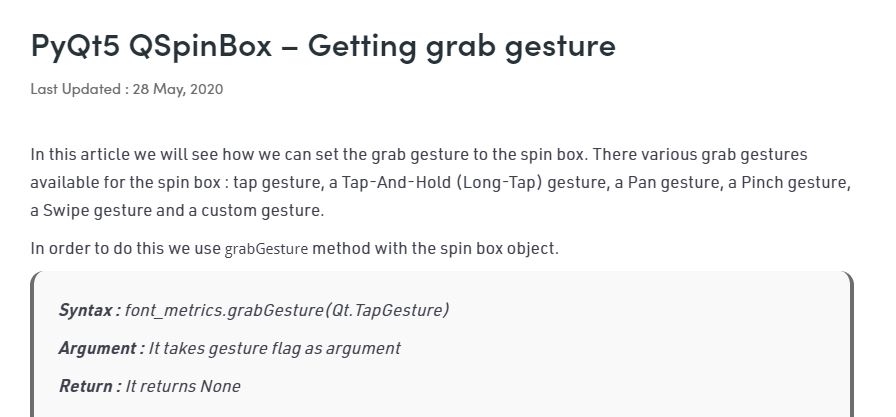 PyQt5 QSpinBox – Getting grab gesture
Last Updated : 28 May, 2020
In this article we will see how we can set the grab gesture to the spin box. There various grab gestures
available for the spin box : tap gesture, a Tap-And-Hold (Long-Tap) gesture, a Pan gesture, a Pinch gesture,
a Swipe gesture and a custom gesture.
In order to do this we use grabGesture method with the spin box object.
Syntax : font_metrics.grabGesture(Qt.TapGesture)
Argument : It takes gesture flag as argument
Return : It returns None